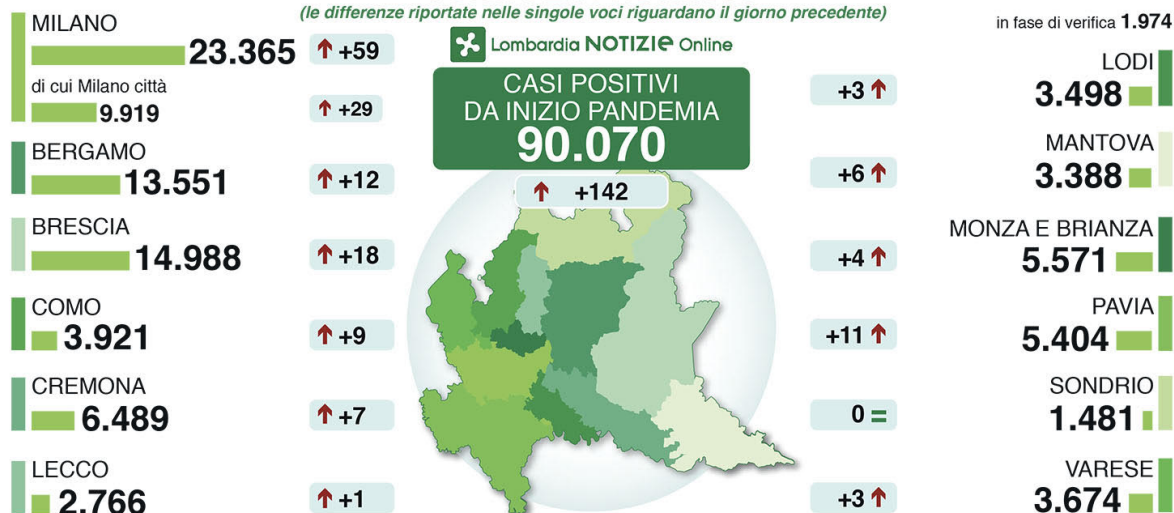 (le differenze riportate nelle singole voci riguardano il giorno precedente)
in fase di verifica 1.974
Lombardia NOTIZIE Online
CASI POSITIVI
DA INIZIO PANDEMIA
90.070
+142
MILANO
23.365 +59
di cui Milano città
9.919 +29
BERGAMO
13.551 +12
BRESCIA
14.988 +18
COMO
3.921 +9
CREMONA
6.489 +7
LECCO
2.766 +1
LODI
+3 3.498
MANTOVA
+6 3.388
MONZA E BRIANZA
+4 5.571
PAVIA
+11 5.404
SONDRIO
0 = 1.481
VARESE
+3 3.674